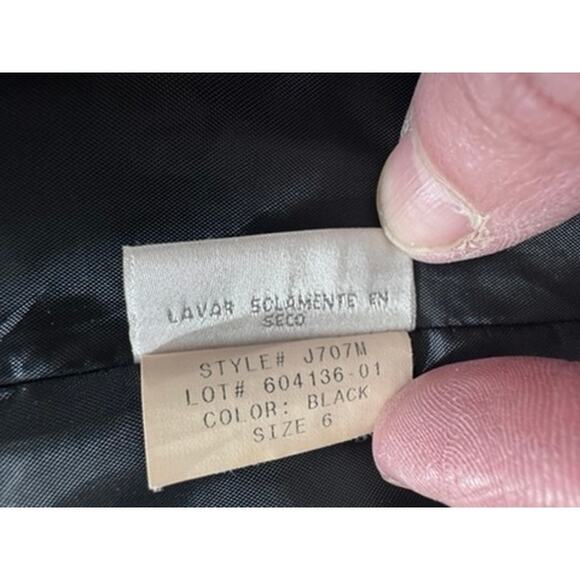 LAVAR SOLAMENTE EN
SECO
STYLE# J707M
LOT# 604136-01
COLOR: BLACK
SIZE 6